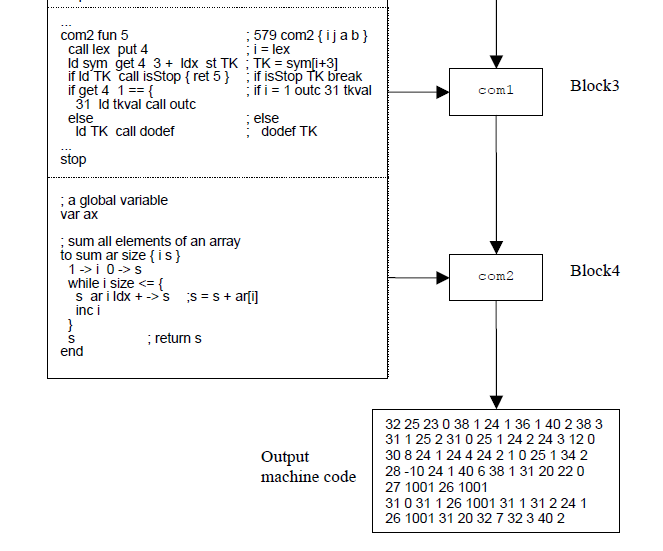 ...
com2 fun 5 ; 579 com2 { i j a b }
call lex put 4 ; i = lex
ld sym get 4 3 + ldx st TK ; TK = sym[i+3]
if ld TK call isStop { ret 5 } ; if isStop TK break
if get 4 1 == { ; if i = 1 outc 31 tkval
31 ld tkval call outc
else ; else
ld TK call dodef ; dodef TK
...
stop
com1
Block3
; a global variable
var ax
; sum all elements of an array
to sum ar size { i s }
1 -> i 0 -> s
while i size <= {
s ar i ldx + -> s ;s = s + ar[i]
inc i
}
s ; return s
end
com2
Block4
Output
machine code
32 25 23 0 38 1 24 1 36 1 40 2 38 3
31 1 25 2 31 0 25 1 24 2 24 3 12 0
30 8 24 1 24 4 24 2 1 0 25 1 34 2
28 -10 24 1 40 6 38 1 31 20 22 0
27 1001 26 1001
31 0 31 1 26 1001 31 1 31 2 24 1
26 1001 31 20 32 7 32 3 40 2